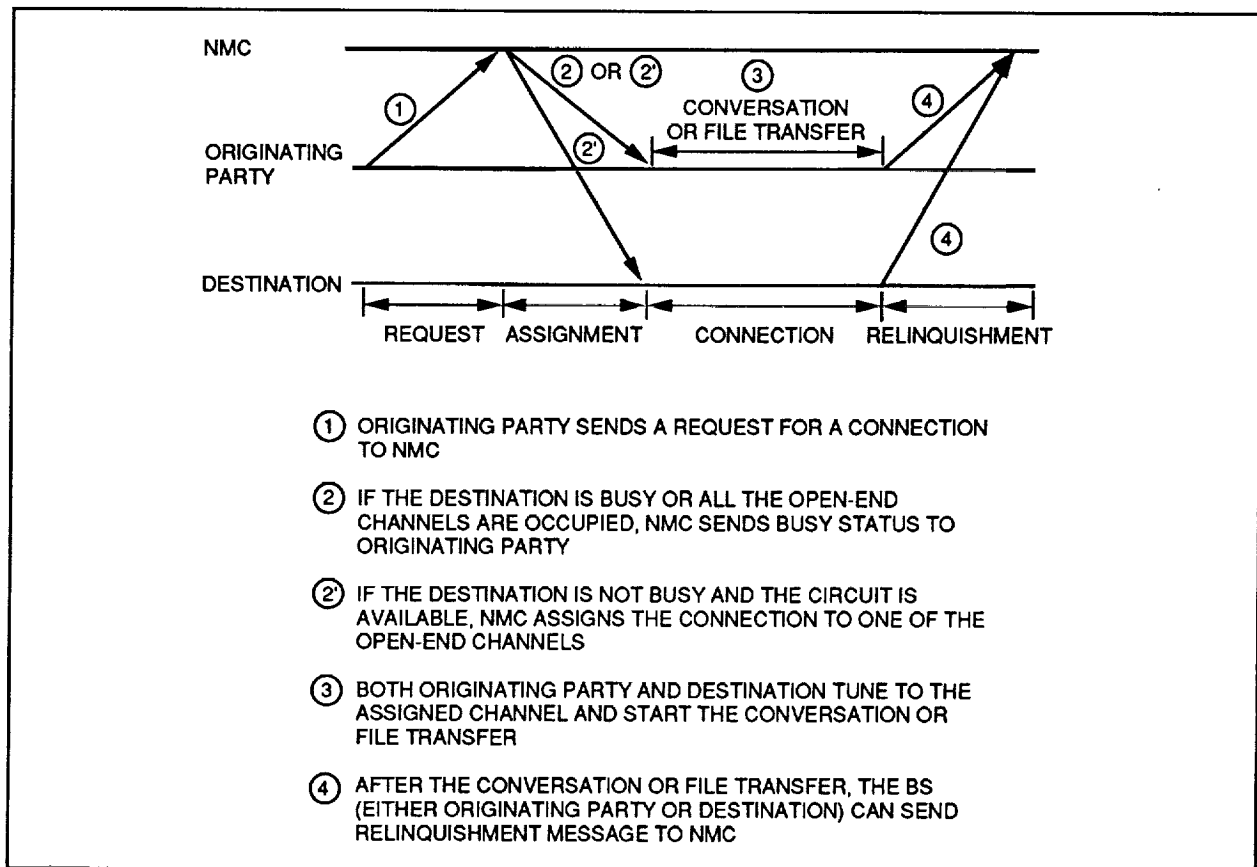 NMC
② OR ②'
③
①
④
CONVERSATION
OR FILE TRANSFER
ORIGINATING
PARTY
②'
④
DESTINATION
REQUEST ASSIGNMENT CONNECTION RELINQUISHMENT
① ORIGINATING PARTY SENDS A REQUEST FOR A CONNECTION
TO NMC
② IF THE DESTINATION IS BUSY OR ALL THE OPEN-END
CHANNELS ARE OCCUPIED, NMC SENDS BUSY STATUS TO
ORIGINATING PARTY
②' IF THE DESTINATION IS NOT BUSY AND THE CIRCUIT IS
AVAILABLE, NMC ASSIGNS THE CONNECTION TO ONE OF THE
OPEN-END CHANNELS
③ BOTH ORIGINATING PARTY AND DESTINATION TUNE TO THE
ASSIGNED CHANNEL AND START THE CONVERSATION OR
FILE TRANSFER
④ AFTER THE CONVERSATION OR FILE TRANSFER, THE BS
(EITHER ORIGINATING PARTY OR DESTINATION) CAN SEND
RELINQUISHMENT MESSAGE TO NMC